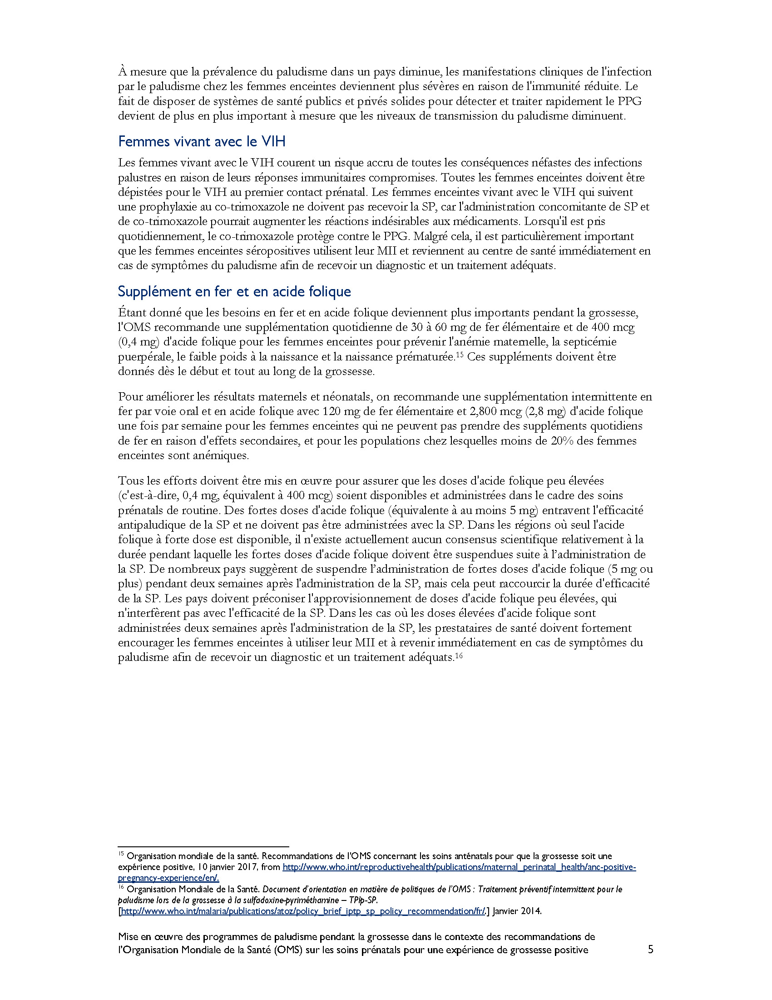 À mesure que la prévalence du paludisme dans un pays diminue, les manifestations cliniques de l'infection
par le paludisme chez les femmes enceintes deviennent plus sévères en raison de l'immunité réduite. Le
fait de disposer de systèmes de santé publics et privés solides pour détecter et traiter rapidement le PPG
devient de plus en plus important à mesure que les niveaux de transmission du paludisme diminuent.
Femmes vivant avec le VIH
Les femmes vivant avec le VIH courent un risque accru de toutes les conséquences néfastes des infections
palustres en raison de leurs réponses immunitaires compromises. Toutes les femmes enceintes doivent être
dépistées pour le VIH au premier contact prénatal. Les femmes enceintes vivant avec le VIH qui suivent
une prophylaxie au co-trimoxazole ne doivent pas recevoir la SP, car l'administration concomitante de SP et
de co-trimoxazole pourrait augmenter les réactions indésirables aux médicaments. Lorsqu'il est pris
quotidiennement, le co-trimoxazole protège contre le PPG. Malgré cela, il est particulièrement important
que les femmes enceintes séropositives utilisent leur MII et reviennent au centre de santé immédiatement en
cas de symptômes du paludisme afin de recevoir un diagnostic et un traitement adéquats.
Supplément en fer et en acide folique
Étant donné que les besoins en fer et en acide folique deviennent plus importants pendant la grossesse,
l'OMS recommande une supplémentation quotidienne de 30 à 60 mg de fer élémentaire et de 400 mcg
(0,4 mg) d'acide folique pour les femmes enceintes pour prévenir l'anémie maternelle, la septicémie
puerpérale, le faible poids à la naissance et la naissance prématurée.15 Ces suppléments doivent être
donnés dès le début et tout au long de la grossesse.
Pour améliorer les résultats maternels et néonatals, on recommande une supplémentation intermittente en
fer par voie oral et en acide folique avec 120 mg de fer élémentaire et 2,800 mcg (2,8 mg) d'acide folique
une fois par semaine pour les femmes enceintes qui ne peuvent pas prendre des suppléments quotidiens
de fer en raison d'effets secondaires, et pour les populations chez lesquelles moins de 20% des femmes
enceintes sont anémiques.
Tous les efforts doivent être mis en œuvre pour assurer que les doses d'acide folique peu élevées
(c'est-à-dire, 0,4 mg, équivalent à 400 mcg) soient disponibles et administrées dans le cadre des soins
prénatals de routine. Des fortes doses d'acide folique (équivalente à au moins 5 mg) entravent l'efficacité
antipaludique de la SP et ne doivent pas être administrées avec la SP. Dans les régions où seul l'acide
folique à forte dose est disponible, il n'existe actuellement aucun consensus scientifique relativement à la
durée pendant laquelle les fortes doses d'acide folique doivent être suspendues suite à l’administration de
la SP. De nombreux pays suggèrent de suspendre l’administration de fortes doses d'acide folique (5 mg ou
plus) pendant deux semaines après l'administration de la SP, mais cela peut raccourcir la durée d'efficacité
de la SP. Les pays doivent préconiser l'approvisionnement de doses d'acide folique peu élevées, qui
n'interfèrent pas avec l'efficacité de la SP. Dans les cas où les doses élevées d'acide folique sont
administrées deux semaines après l'administration de la SP, les prestataires de santé doivent fortement
encourager les femmes enceintes à utiliser leur MII et à revenir immédiatement en cas de symptômes du
paludisme afin de recevoir un diagnostic et un traitement adéquats.16
15 Organisation mondiale de la santé. Recommandations de l'OMS concernant les soins anténatals pour que la grossesse soit une
expérience positive, 10 janvier 2017, from http://www.who.int/reproductivehealth/publications/maternal_perinatal_health/anc-positive-
pregnancy-experience/en/.
16 Organisation Mondiale de la Santé. Document d’orientation en matière de politiques de l’OMS : Traitement préventif intermittent pour le
paludisme lors de la grossesse à la sulfadoxine-pyriméthamine – TPIp-SP.
[http://www.who.int/malaria/publications/atoz/policy_brief_iptp_sp_policy_recommendation/fr/.] Janvier 2014.
Mise en œuvre des programmes de paludisme pendant la grossesse dans le contexte des recommandations de
l’Organisation Mondiale de la Santé (OMS) sur les soins prénatals pour une expérience de grossesse positive 5